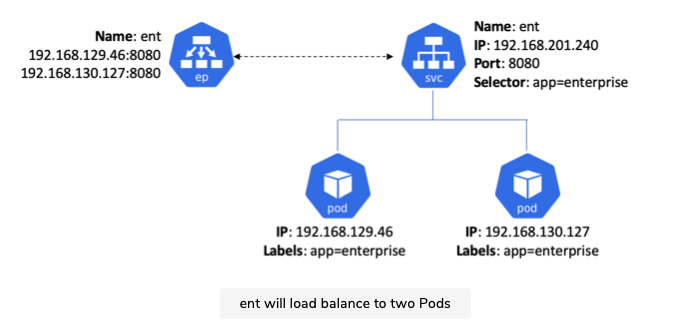 Name: ent
192.168.129.46:8080
192.168.130.127:8080
ep
Name: ent
IP: 192.168.201.240
Port: 8080
Selector: app=enterprise
svc
pod
IP: 192.168.129.46
Labels: app=enterprise
pod
IP: 192.168.130.127
Labels: app=enterprise
ent will load balance to two Pods